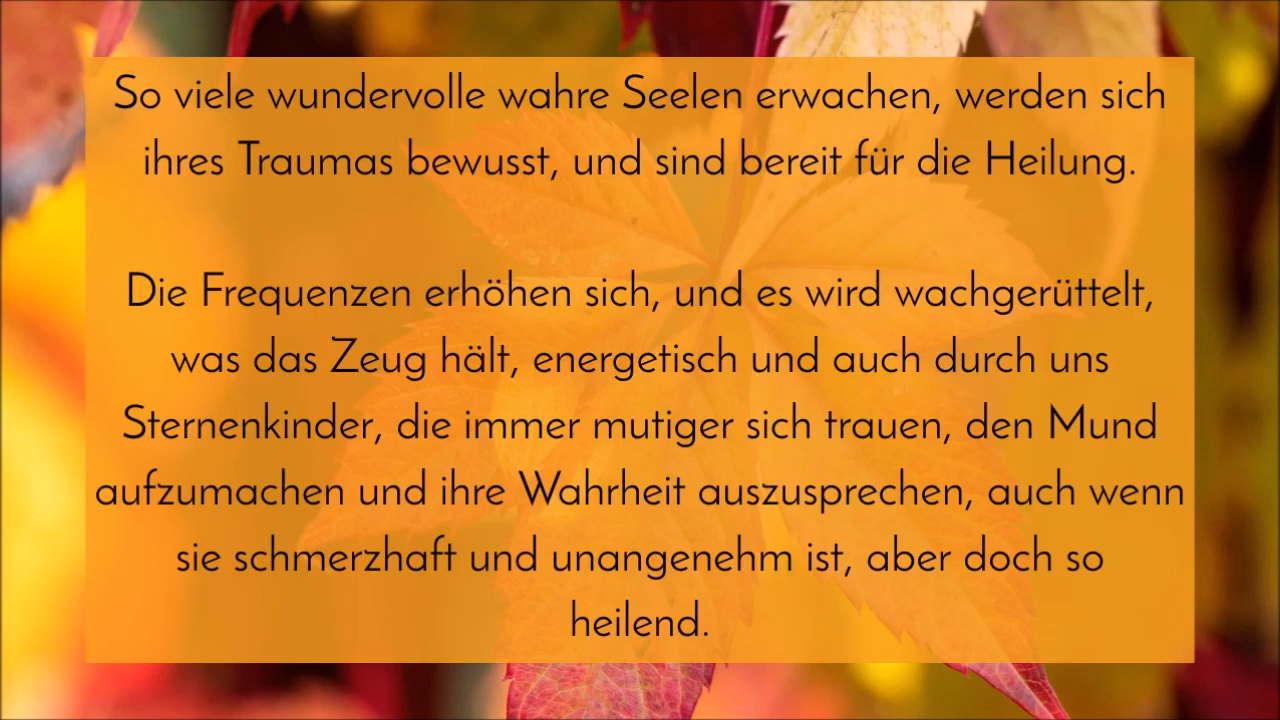 So viele wundervolle wahre Seelen erwachen, werden sich
ihres Traumas bewusst, und sind bereit für die Heilung.
Die Frequenzen erhöhen sich, und es wird wachgerüttelt,
was das Zeug hält, energetisch und auch durch uns
Sternenkinder, die immer mutiger sich trauen, den Mund
aufzumachen und ihre Wahrheit auszusprechen, auch wenn
sie schmerzhaft und unangenehm ist, aber doch so
heilend.